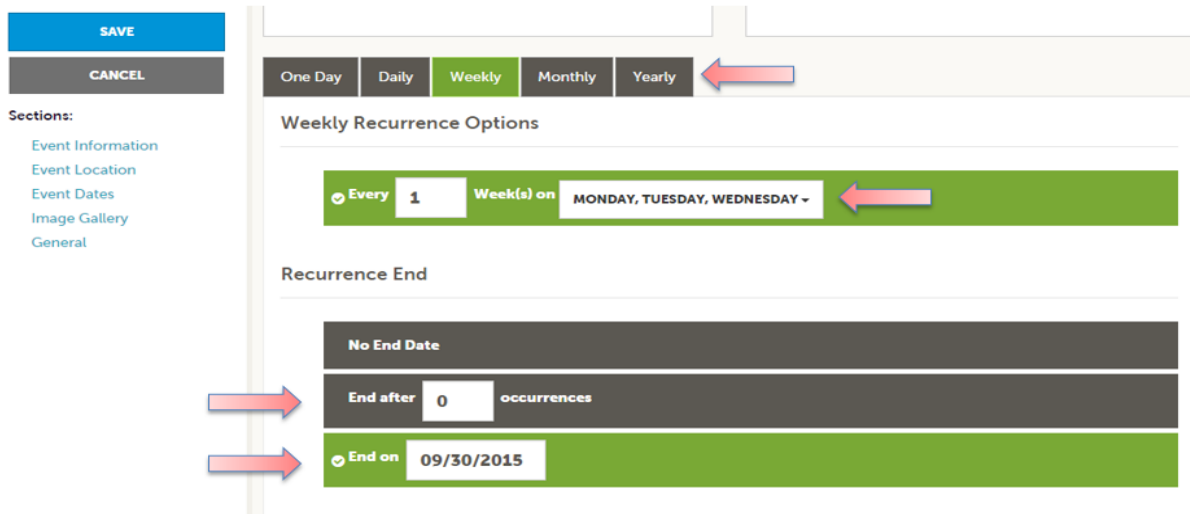 SAVE
CANCEL
Sections:
Event Information
Event Location
Event Dates
Image Gallery
General
One Day Daily Weekly Monthly Yearly
Weekly Recurrence Options
Every 1 Week(s) on MONDAY, TUESDAY, WEDNESDAY
Recurrence End
No End Date
End after 0 occurrences
End on 09/30/2015